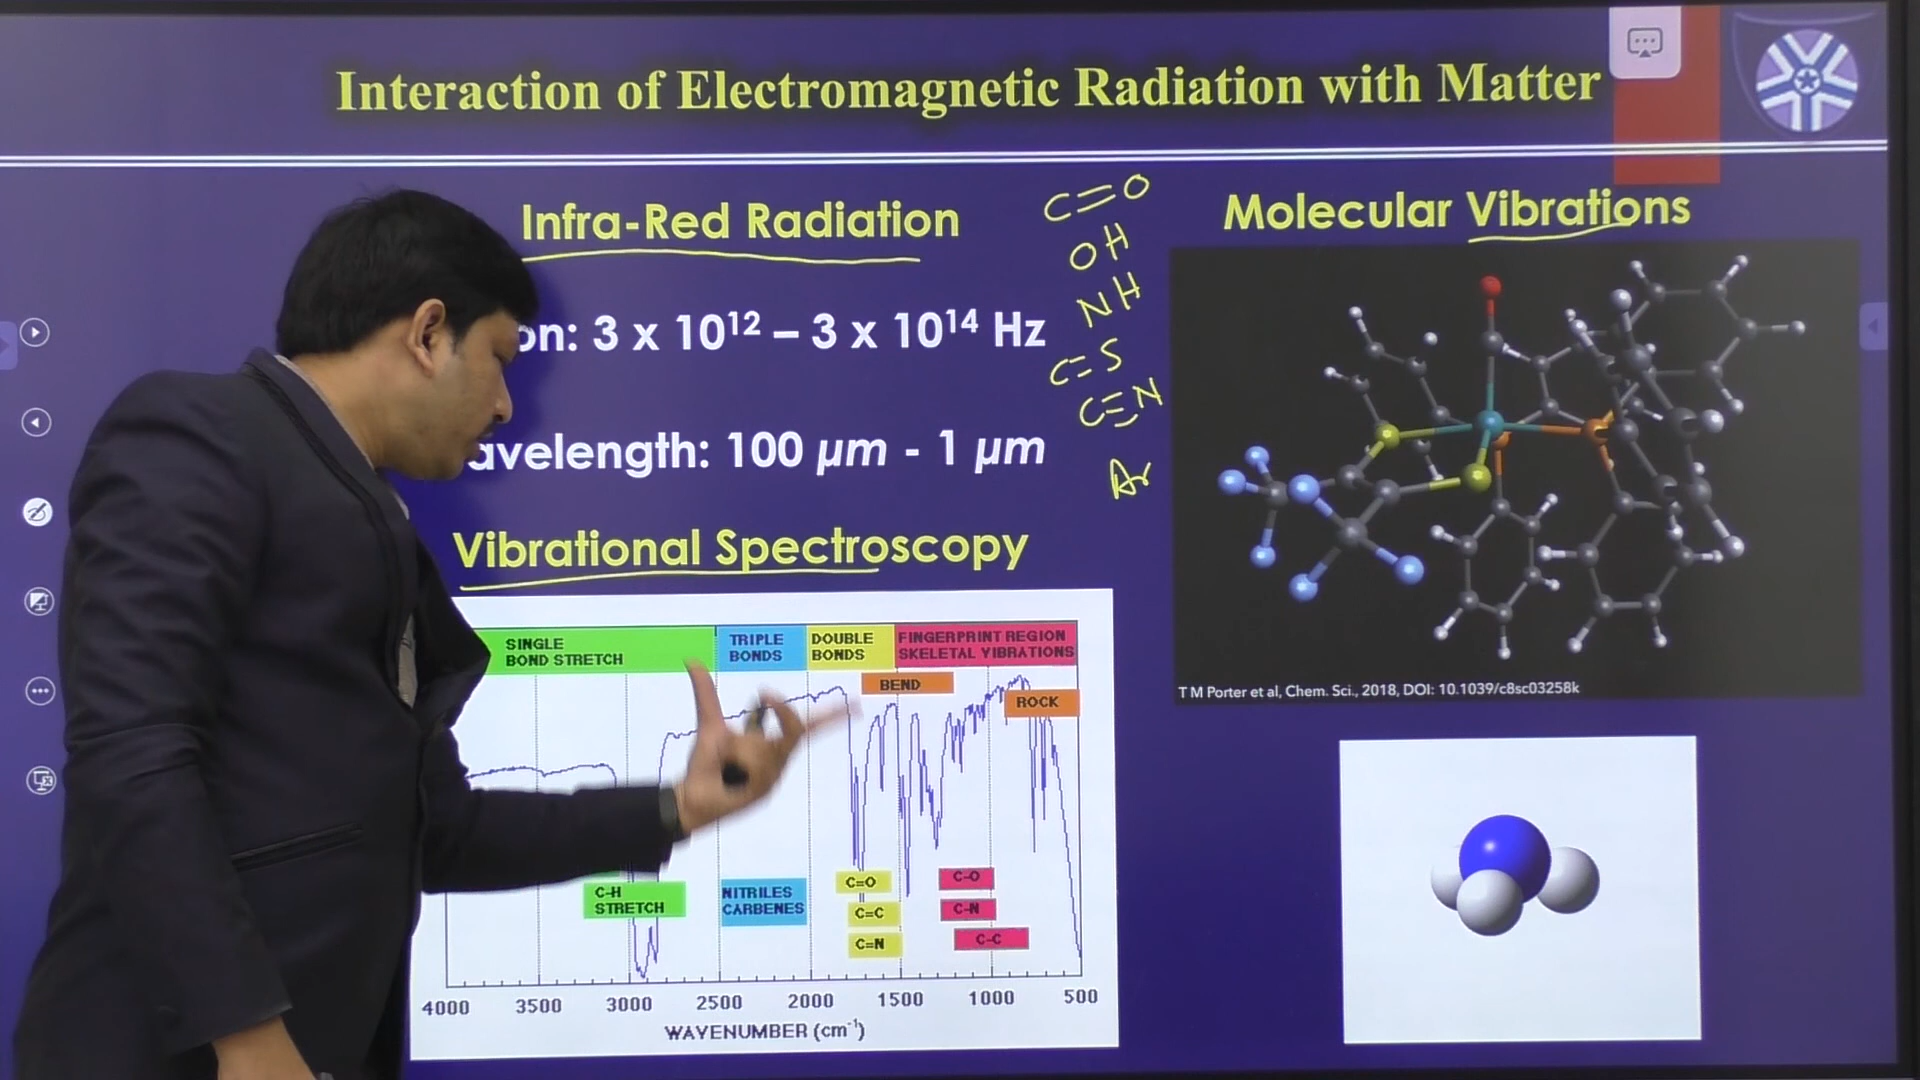 Interaction of Electromagnetic Radiation with Matter
Infra-Red Radiation
on: 3 x 10¹² – 3 x 10¹⁴ Hz
avelength: 100 µm - 1 µm
Vibrational Spectroscopy
C=O
OH
NH
C=S
C≡N
Ar
Molecular Vibrations
T M Porter et al, Chem. Sci., 2018, DOI: 10.1039/c8sc03258k
SINGLE
BOND STRETCH
TRIPLE
BONDS
DOUBLE
BONDS
FINGERPRINT REGION
SKELETAL VIBRATIONS
BEND
ROCK
C-H
STRETCH
NITRILES
CARBENES
C=O
C=C
C=N
C-O
C-N
C-C
4000 3500 3000 2500 2000 1500 1000 500
WAVENUMBER (cm⁻¹)